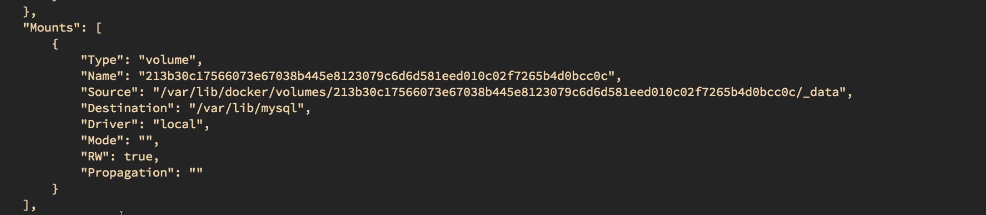 },
"Mounts": [
{
"Type": "volume",
"Name": "213b30c17566073e67038b445e8123079c6d6d581eed010c02f7265b4d0bcc0c",
"Source": "/var/lib/docker/volumes/213b30c17566073e67038b445e8123079c6d6d581eed010c02f7265b4d0bcc0c/_data",
"Destination": "/var/lib/mysql",
"Driver": "local",
"Mode": "",
"RW": true,
"Propagation": ""
}
],